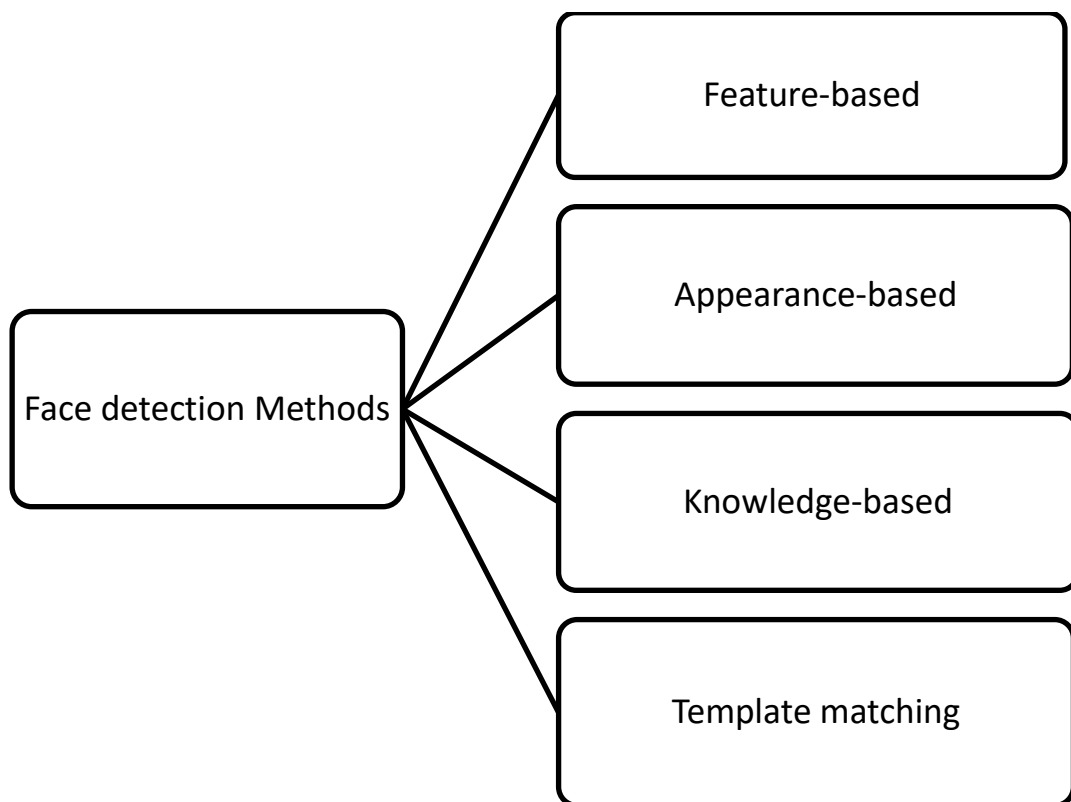 Feature-based
Appearance-based
Face detection Methods
Knowledge-based
Template matching